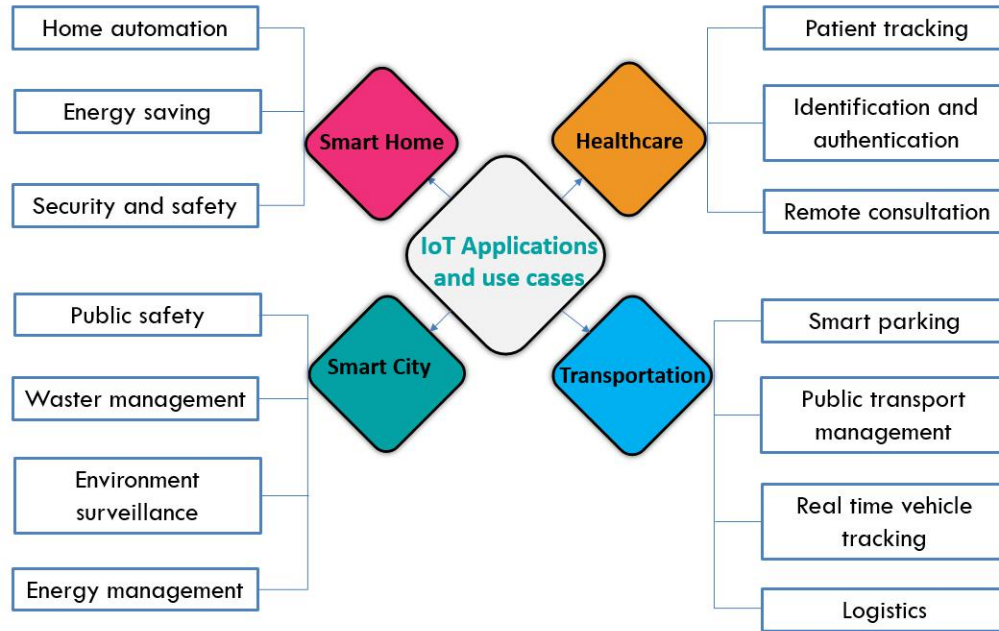 Home automation
Energy saving
Security and safety
Smart Home
Patient tracking
Identification and
authentication
Remote consultation
Healthcare
IoT Applications
and use cases
Public safety
Waster management
Environment
surveillance
Energy management
Smart City
Transportation
Smart parking
Public transport
management
Real time vehicle
tracking
Logistics